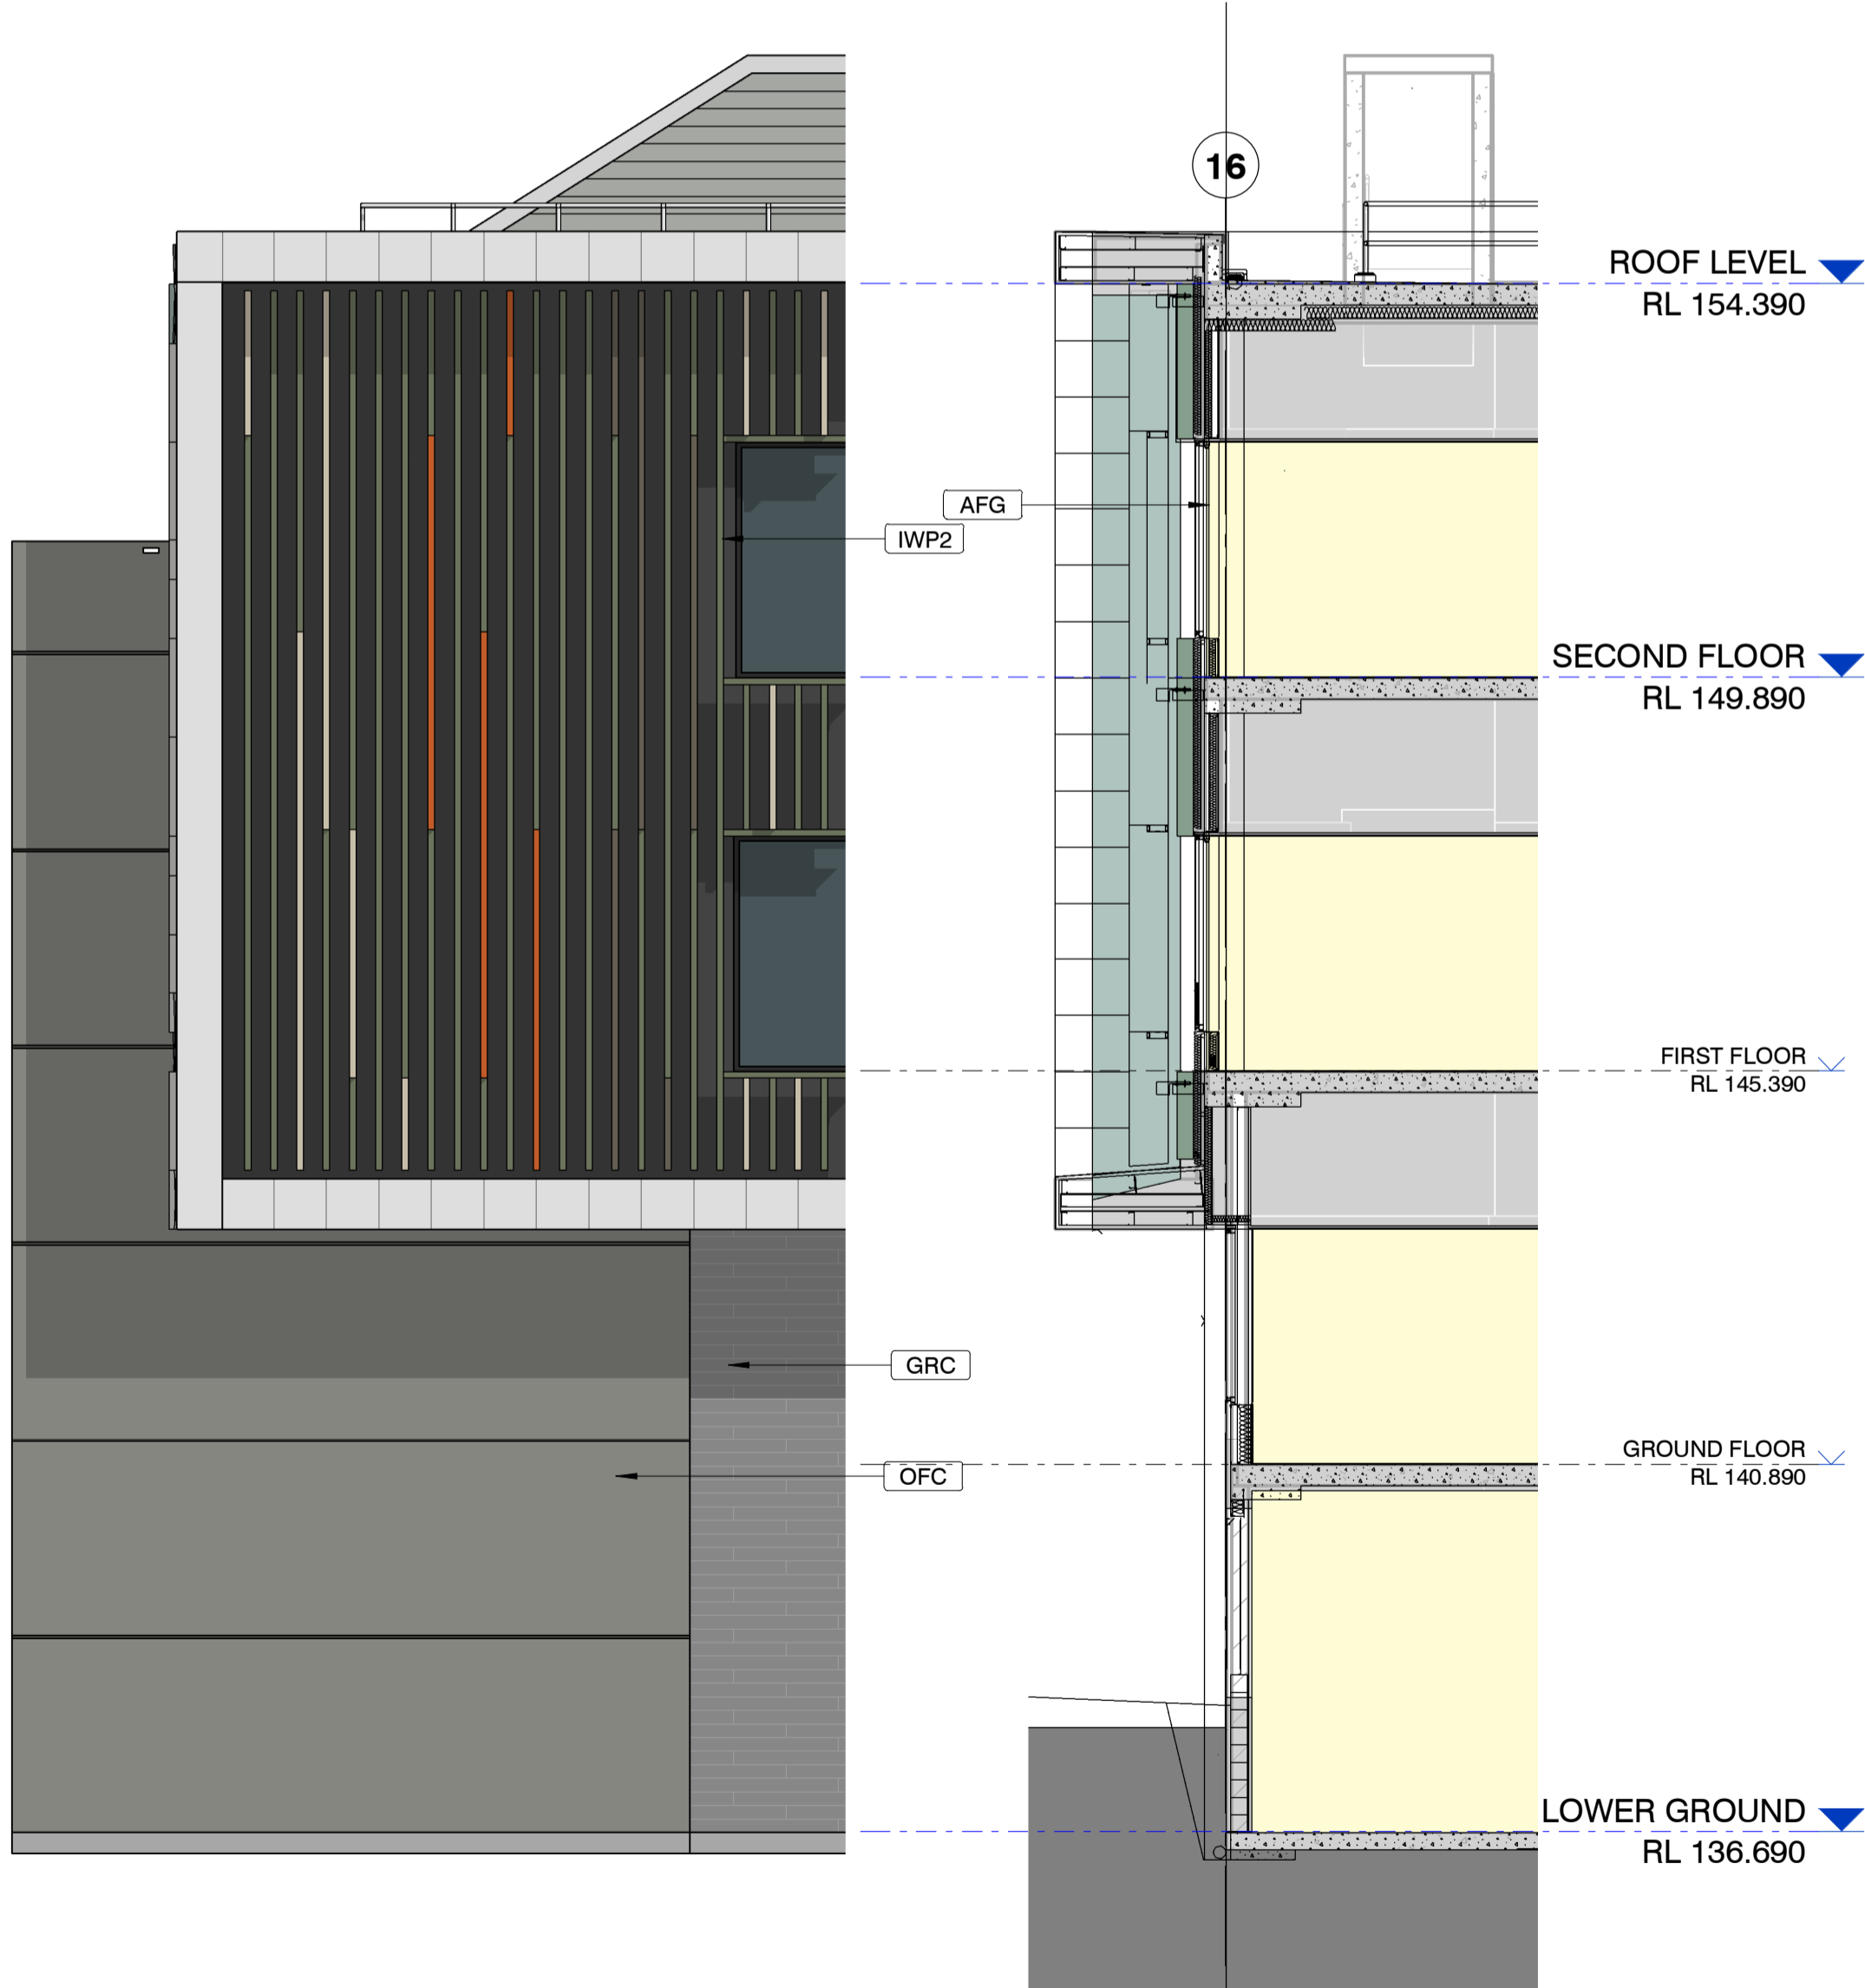 16
ROOF LEVEL
RL 154.390
AFG
IWP2
SECOND FLOOR
RL 149.890
FIRST FLOOR
RL 145.390
GRC
GROUND FLOOR
RL 140.890
OFC
LOWER GROUND
RL 136.690